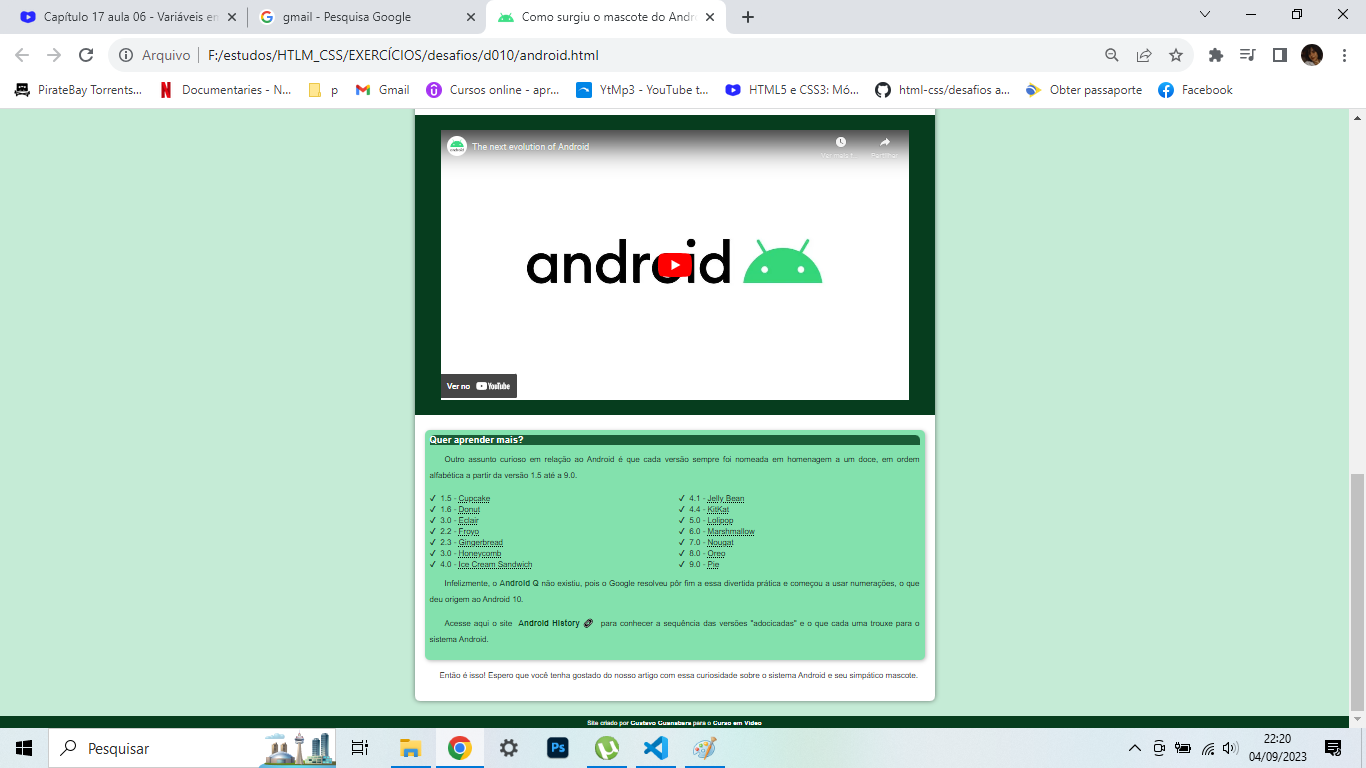 Capítulo 17 aula 06 - Variáveis en
gmail - Pesquisa Google
Como surgiu o mascote do Andr
Arquivo
F:/estudos/HTLM_CSS/EXERCÍCIOS/desafios/d010/android.html
PirateBay Torrents...
Documentaries - N...
p
Gmail
Cursos online - apr...
YtMp3 - YouTube t...
HTML5 e CSS3: Mó...
html-css/desafios a...
Obter passaporte
Facebook
The next evolution of Android
Ver mais t...
Partilhar
android
Ver no YouTube
Quer aprender mais?
Outro assunto curioso em relação ao Android é que cada versão sempre foi nomeada em homenagem a um doce, em ordem
alfabética a partir da versão 1.5 até a 9.0.
✓ 1.5 - Cupcake
✓ 1.6 - Donut
✓ 3.0 - Eclair
✓ 2.2 - Froyo
✓ 2.3 - Gingerbread
✓ 3.0 - Honeycomb
✓ 4.0 - Ice Cream Sandwich
✓ 4.1 - Jelly Bean
✓ 4.4 - KitKat
✓ 5.0 - Lolipop
✓ 6.0 - Marshmallow
✓ 7.0 - Nougat
✓ 8.0 - Oreo
✓ 9.0 - Pie
Infelizmente, o Android Q não existiu, pois o Google resolveu pôr fim a essa divertida prática e começou a usar numerações, o que
deu origem ao Android 10.
Acesse aqui o site Android History para conhecer a sequência das versões "adocicadas" e o que cada uma trouxe para o
sistema Android.
Então é isso! Espero que você tenha gostado do nosso artigo com essa curiosidade sobre o sistema Android e seu simpático mascote.
Site criado por Gustavo Guanabara para o Curso em Video
Pesquisar
Ps
22:20
04/09/2023